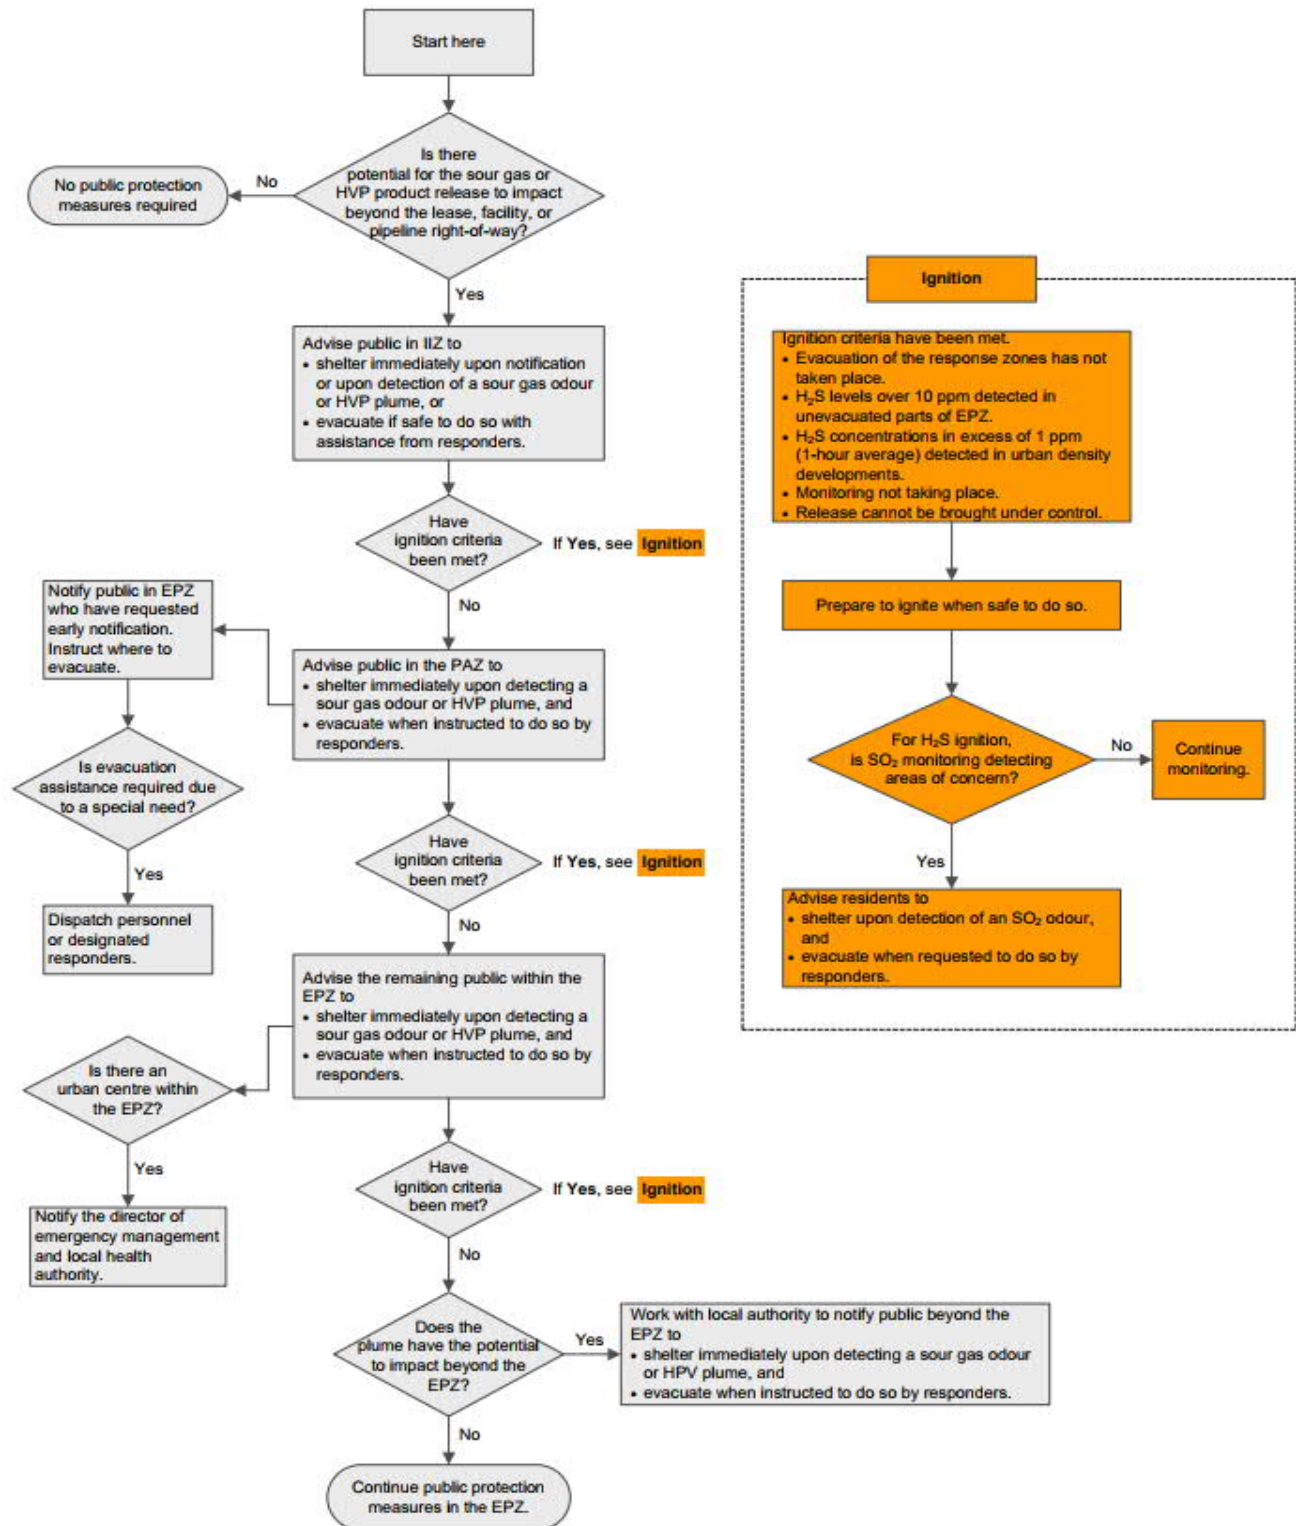 Start here
Is there
potential for the sour gas or
HVP product release to impact
beyond the lease, facility, or
pipeline right-of-way?
No
No public protection
measures required
Yes
Advise public in IIZ to
• shelter immediately upon notification
or upon detection of a sour gas odour
or HVP plume, or
• evacuate if safe to do so with
assistance from responders.
Have
ignition criteria
been met?
If Yes, see Ignition
No
Advise public in the PAZ to
• shelter immediately upon detecting a
sour gas odour or HVP plume, and
• evacuate when instructed to do so by
responders.
Notify public in EPZ
who have requested
early notification.
Instruct where to
evacuate.
Is evacuation
assistance required due
to a special need?
Yes
Dispatch personnel
or designated
responders.
Have
ignition criteria
been met?
If Yes, see Ignition
No
Advise the remaining public within the
EPZ to
• shelter immediately upon detecting a
sour gas odour or HVP plume, and
• evacuate when instructed to do so by
responders.
Is there an
urban centre within
the EPZ?
Yes
Notify the director of
emergency management
and local health
authority.
Have
ignition criteria
been met?
If Yes, see Ignition
No
Does the
plume have the potential
to impact beyond the
EPZ?
Yes
Work with local authority to notify public beyond the
EPZ to
• shelter immediately upon detecting a sour gas odour
or HPV plume, and
• evacuate when instructed to do so by responders.
No
Continue public protection
measures in the EPZ.
Ignition
Ignition criteria have been met.
• Evacuation of the response zones has not
taken place.
• H₂S levels over 10 ppm detected in
unevacuated parts of EPZ.
• H₂S concentrations in excess of 1 ppm
(1-hour average) detected in urban density
developments.
• Monitoring not taking place.
• Release cannot be brought under control.
Prepare to ignite when safe to do so.
For H₂S ignition,
is SO₂ monitoring detecting
areas of concern?
No
Continue
monitoring.
Yes
Advise residents to
• shelter upon detection of an SO₂ odour,
and
• evacuate when requested to do so by
responders.